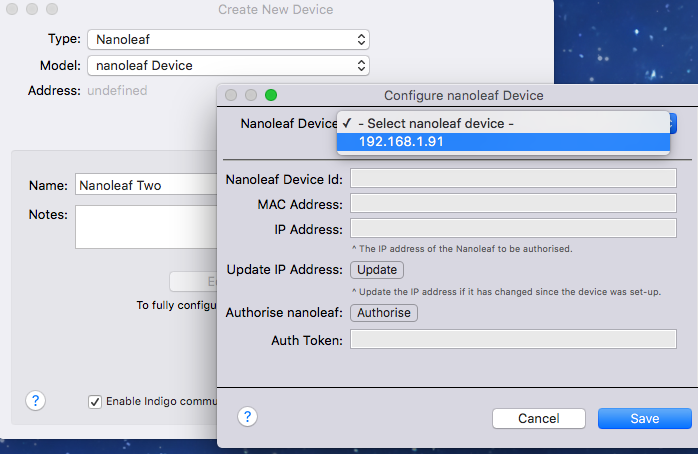 Create New Device
Type: Nanoleaf
Model: nanoleaf Device
Address: undefined
Configure nanoleaf Device
Nanoleaf Device
✓ - Select nanoleaf device -
192.168.1.91
Name: Nanoleaf Two
Notes:
To fully configu
Nanoleaf Device Id:
MAC Address:
IP Address:
^ The IP address of the Nanoleaf to be authorised.
Update IP Address: Update
^ Update the IP address if it has changed since the device was set-up.
Authorise nanoleaf: Authorise
Auth Token:
? Enable Indigo commu
? Cancel Save